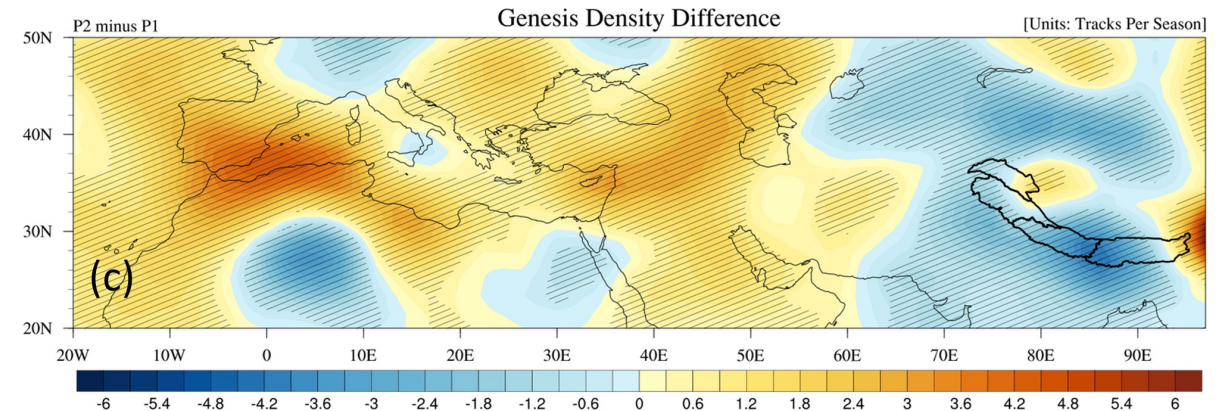 Genesis Density Difference
P2 minus P1
[Units: Tracks Per Season]
50N
40N
30N
20N
(c)
20W 10W 0 10E 20E 30E 40E 50E 60E 70E 80E 90E
-6 -5.4 -4.8 -4.2 -3.6 -3 -2.4 -1.8 -1.2 -0.6 0 0.6 1.2 1.8 2.4 3 3.6 4.2 4.8 5.4 6